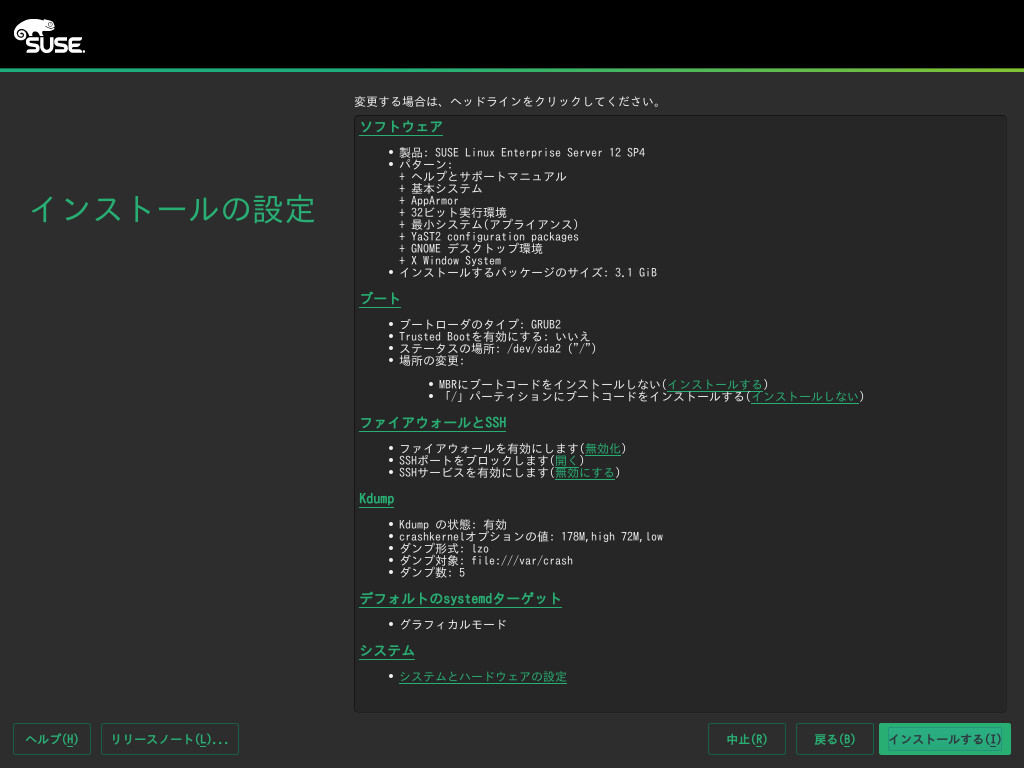 SUSE.
変更する場合は、ヘッドラインをクリックしてください。
インストールの設定
ソフトウェア
• 製品: SUSE Linux Enterprise Server 12 SP4
• パターン:
+ ヘルプとサポートマニュアル
+ 基本システム
+ AppArmor
+ 32ビット実行環境
+ 最小システム(アプライアンス)
+ YaST2 configuration packages
+ GNOME デスクトップ環境
+ X Window System
• インストールするパッケージのサイズ: 3.1 GiB
ブート
• ブートローダのタイプ: GRUB2
• Trusted Bootを有効にする: いいえ
• ステータスの場所: /dev/sda2 ("/")
• 場所の変更:
• MBRにブートコードをインストールしない(インストールする)
• 「/」パーティションにブートコードをインストールする(インストールしない)
ファイアウォールとSSH
• ファイアウォールを有効にします(無効化)
• SSHポートをブロックします(開く)
• SSHサービスを有効にします(無効にする)
Kdump
• Kdump の状態: 有効
• crashkernelオプションの値: 178M,high 72M,low
• ダンプ形式: lzo
• ダンプ対象: file:///var/crash
• ダンプ数: 5
デフォルトのsystemdターゲット
• グラフィカルモード
システム
• システムとハードウェアの設定
ヘルプ(H)
リリースノート(L)...
中止(R)
戻る(B)
インストールする(I)